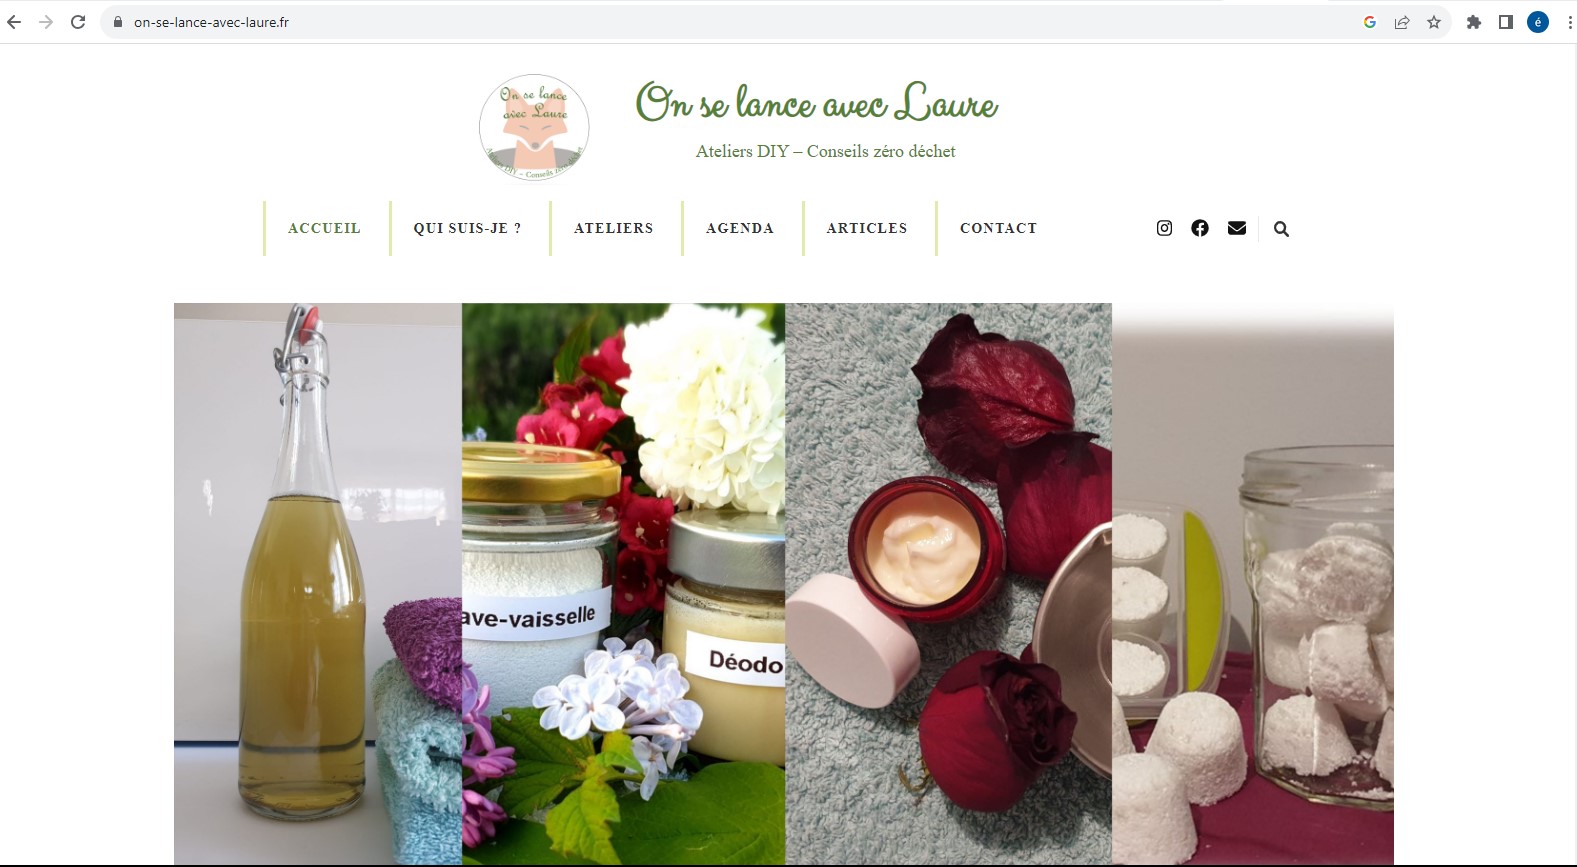 on-se-lance-avec-laure.fr
é
On se lance
avec Laure
Ateliers DIY – Conseils zéro déchet
On se lance avec Laure
Ateliers DIY – Conseils zéro déchet
ACCUEIL
QUI SUIS-JE ?
ATELIERS
AGENDA
ARTICLES
CONTACT
ave-vaisselle
Déodo